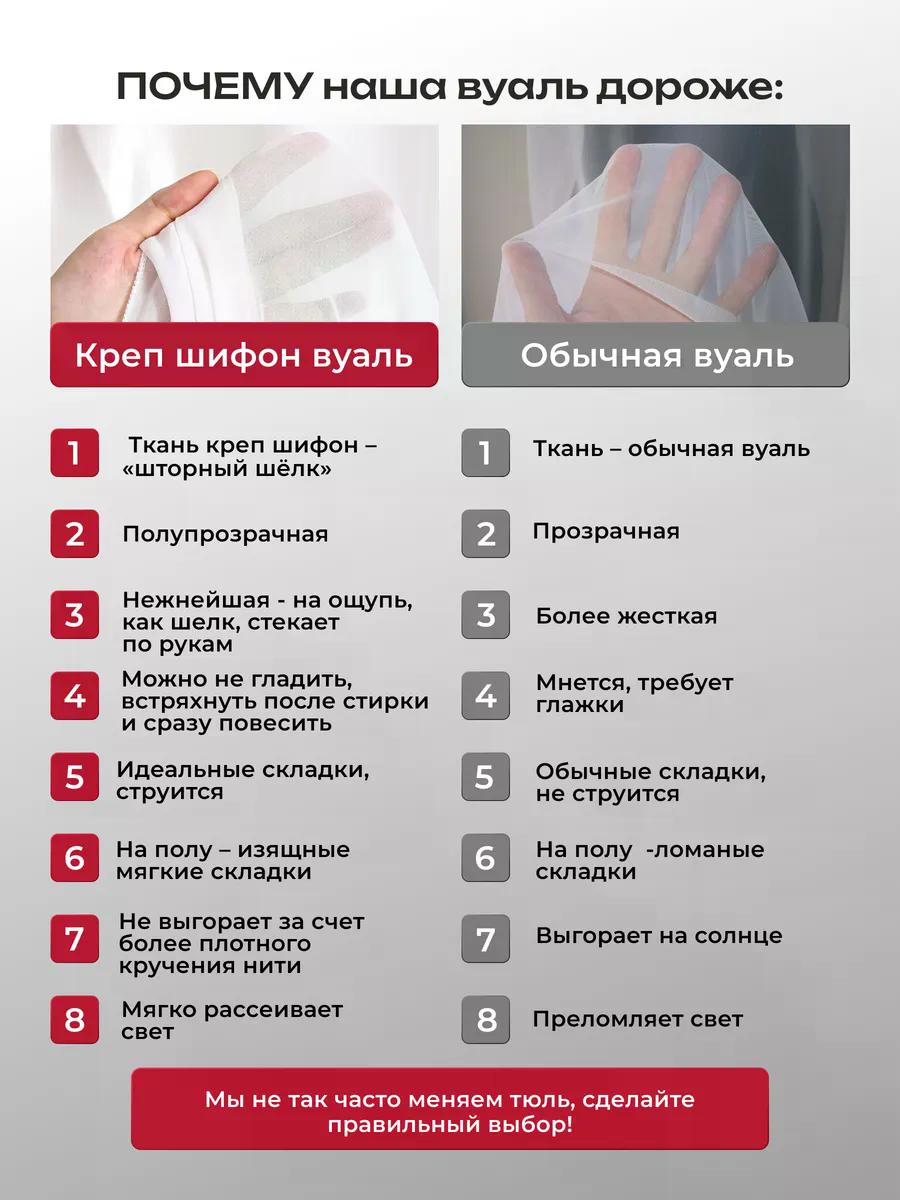 ПОЧЕМУ наша вуаль дороже:
Креп шифон вуаль
1
Ткань креп шифон –
«шторный шёлк»
2
Полупрозрачная
3
Нежнейшая - на ощупь,
как шелк, стекает
по рукам
4
Можно не гладить,
встряхнуть после стирки
и сразу повесить
5
Идеальные складки,
струится
6
На полу – изящные
мягкие складки
7
Не выгорает за счет
более плотного
кручения нити
8
Мягко рассеивает
свет
Обычная вуаль
1
Ткань – обычная вуаль
2
Прозрачная
3
Более жесткая
4
Мнется, требует
глажки
5
Обычные складки,
не струится
6
На полу -ломаные
складки
7
Выгорает на солнце
8
Преломляет свет
Мы не так часто меняем тюль, сделайте
правильный выбор!